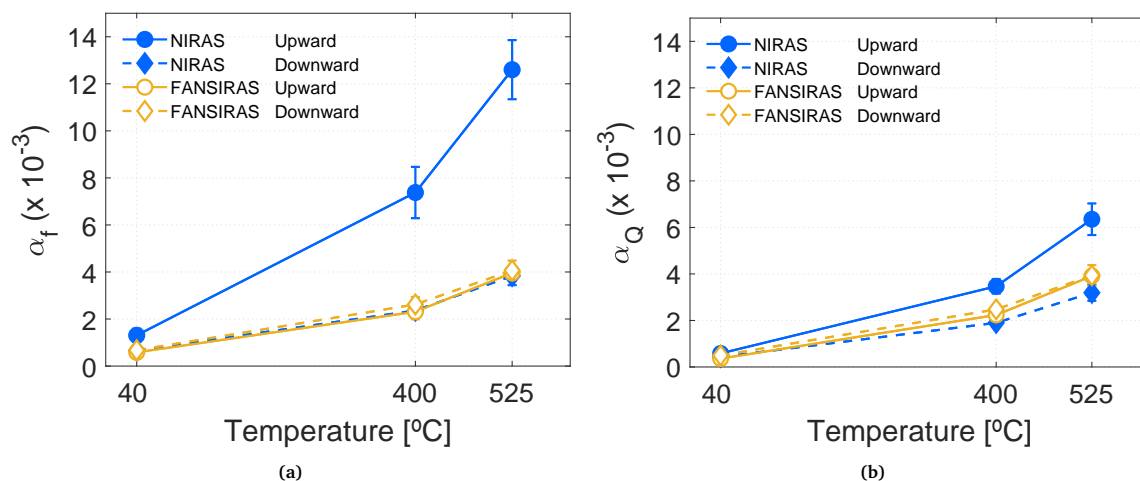 14
12
10
8
6
4
2
0
α_f (x 10^-3)
NIRAS Upward
NIRAS Downward
FANSIRAS Upward
FANSIRAS Downward
40 400 525
Temperature [ºC]
(a)
14
12
10
8
6
4
2
0
α_Q (x 10^-3)
NIRAS Upward
NIRAS Downward
FANSIRAS Upward
FANSIRAS Downward
40 400 525
Temperature [ºC]
(b)